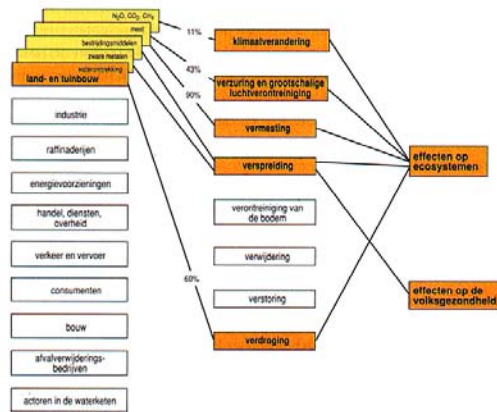 N₂O, CO₂, CH₄
mest
bestrijdingsmiddelen
zware metalen
wateronttrekking
land- en tuinbouw
industrie
raffinaderijen
energievoorzieningen
handel, diensten,
overheid
verkeer en vervoer
consumenten
bouw
afvalverwijderings-
bedrijven
actoren in de waterketen
11%
43%
90%
60%
klimaatverandering
verzuring en grootschalige
luchtverontreiniging
vermesting
verspreiding
verontreiniging van
de bodem
verwijdering
verstoring
verdroging
effecten op
ecosystemen
effecten op de
volksgezondheid